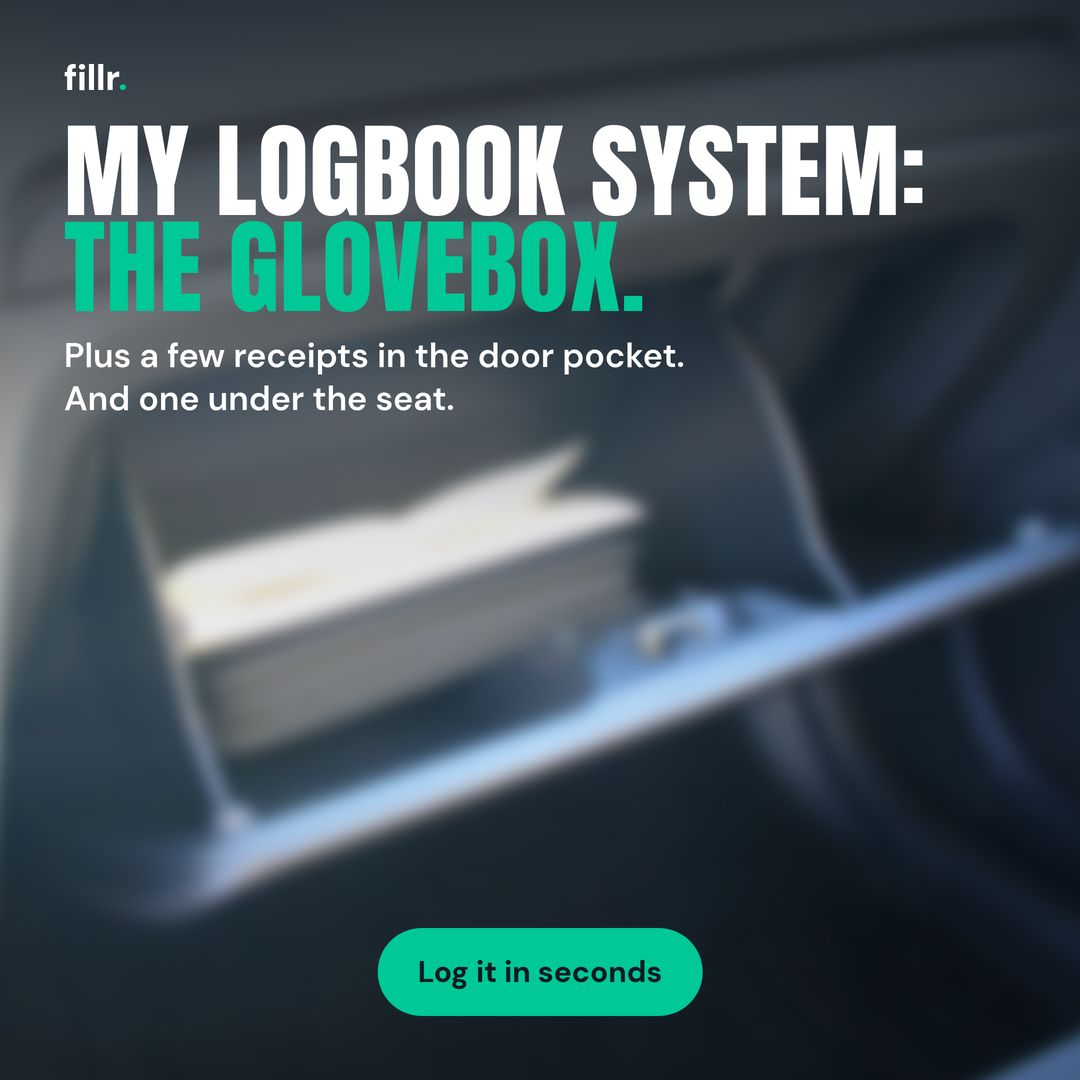 fillr.
MY LOGBOOK SYSTEM:
THE GLOVEBOX.
Plus a few receipts in the door pocket.
And one under the seat.
Log it in seconds